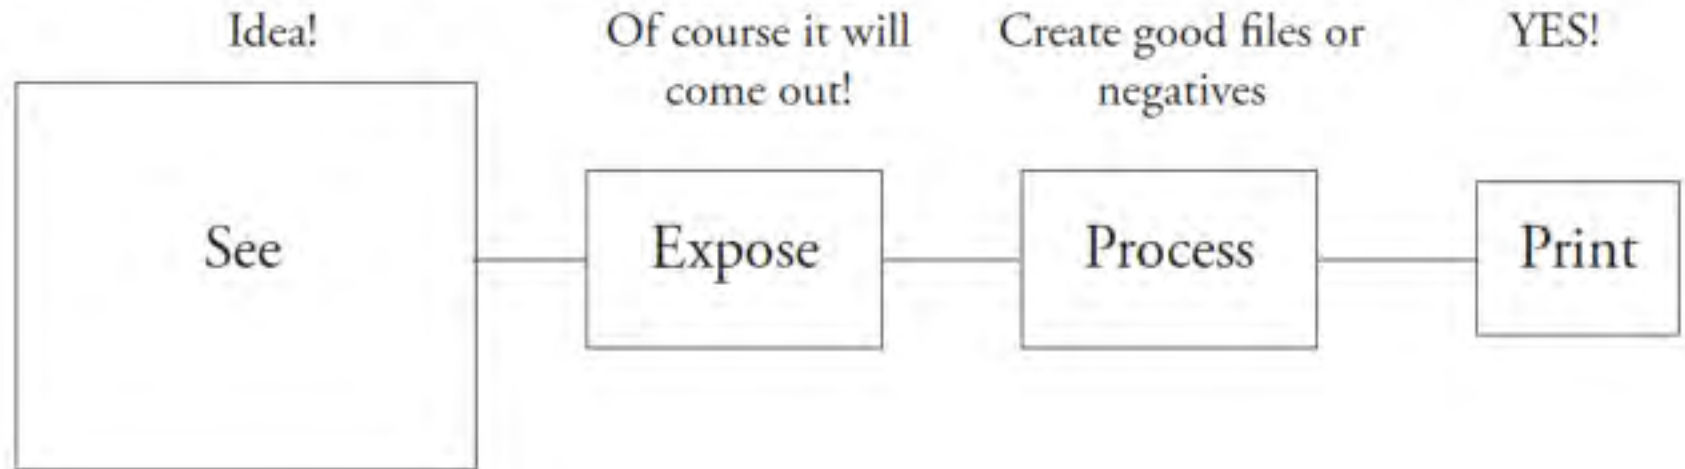 Idea!
Of course it will
come out!
Create good files or
negatives
YES!
See
Expose
Process
Print